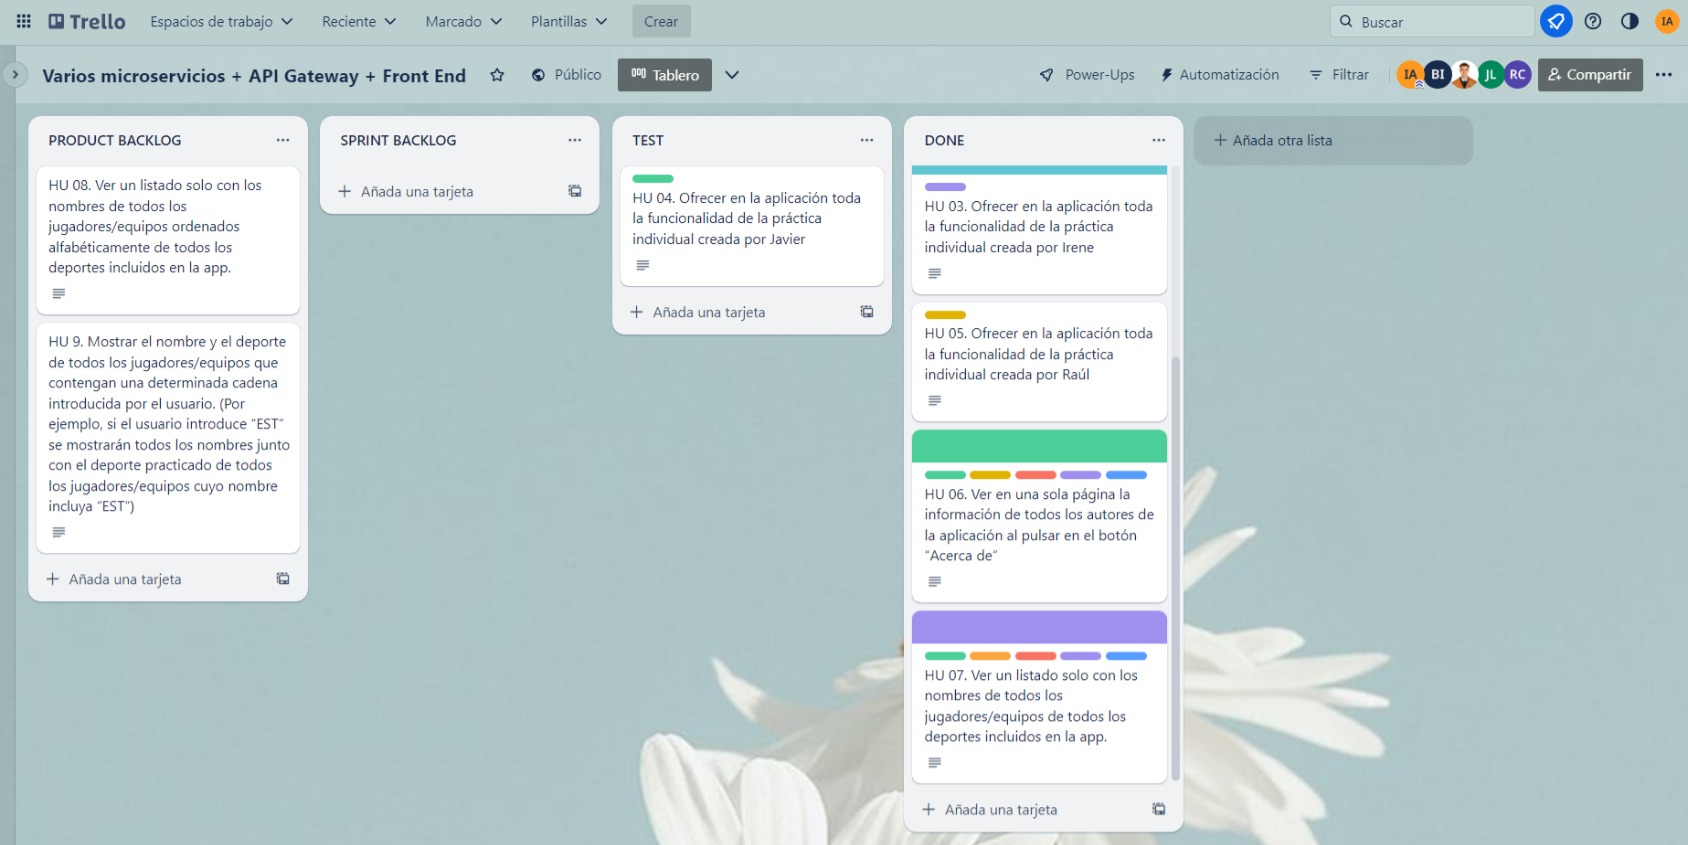 Trello
Espacios de trabajo
Reciente
Marcado
Plantillas
Crear
Buscar
IA
Varios microservicios + API Gateway + Front End
Público
Tablero
Power-Ups
Automatización
Filtrar
IA
BI
JL
RC
Compartir
PRODUCT BACKLOG
HU 08. Ver un listado solo con los
nombres de todos los
jugadores/equipos ordenados
alfabéticamente de todos los
deportes incluidos en la app.
HU 9. Mostrar el nombre y el deporte
de todos los jugadores/equipos que
contengan una determinada cadena
introducida por el usuario. (Por
ejemplo, si el usuario introduce “EST”
se mostrarán todos los nombres junto
con el deporte practicado de todos
los jugadores/equipos cuyo nombre
incluya “EST”)
Añada una tarjeta
SPRINT BACKLOG
Añada una tarjeta
TEST
HU 04. Ofrecer en la aplicación toda
la funcionalidad de la práctica
individual creada por Javier
Añada una tarjeta
DONE
HU 03. Ofrecer en la aplicación toda
la funcionalidad de la práctica
individual creada por Irene
HU 05. Ofrecer en la aplicación toda
la funcionalidad de la práctica
individual creada por Raúl
HU 06. Ver en una sola página la
información de todos los autores de
la aplicación al pulsar en el botón
“Acerca de”
HU 07. Ver un listado solo con los
nombres de todos los
jugadores/equipos de todos los
deportes incluidos en la app.
Añada una tarjeta
Añada otra lista